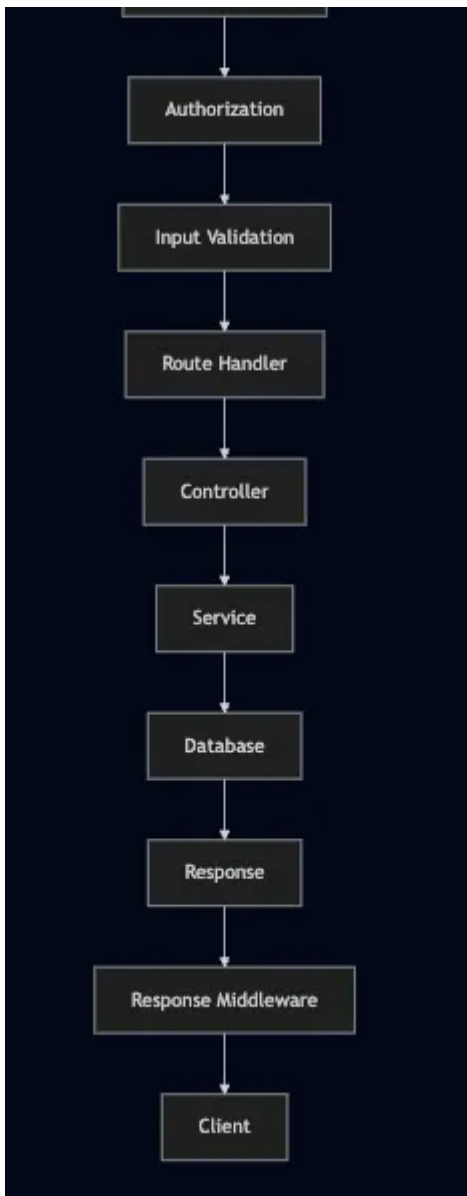 Authorization
Input Validation
Route Handler
Controller
Service
Database
Response
Response Middleware
Client